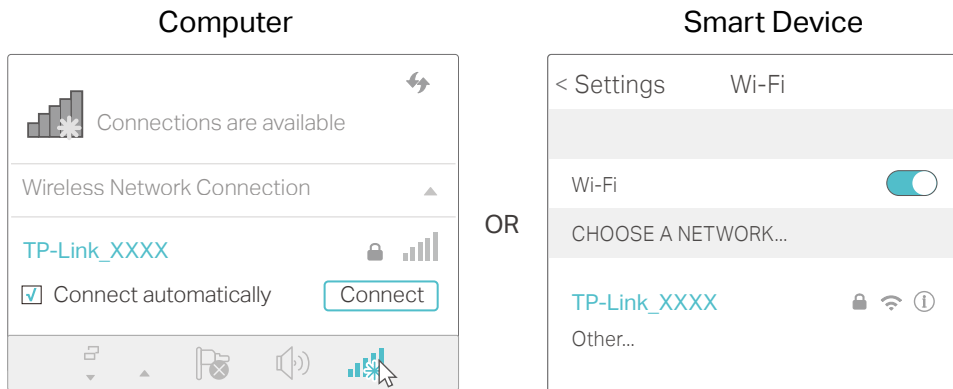 Computer
Connections are available
Wireless Network Connection
TP-Link_XXXX
Connect automatically
Connect
OR
Smart Device
< Settings
Wi-Fi
Wi-Fi
CHOOSE A NETWORK...
TP-Link_XXXX
Other...